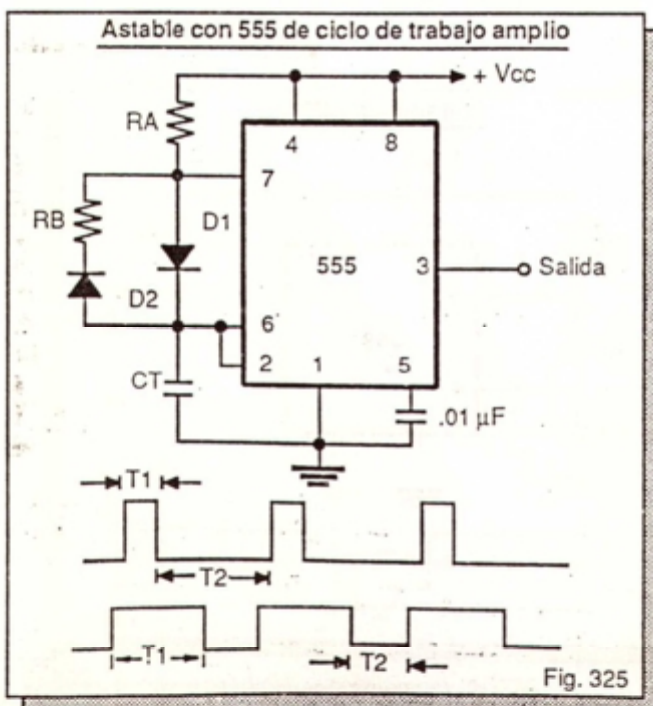 Astable con 555 de ciclo de trabajo amplio
+ Vcc
RA
4 8
7
RB
D1
555 3 Salida
D2
6
2 1 5
CT
.01 µF
T1
T2
T1 T2
Fig. 325